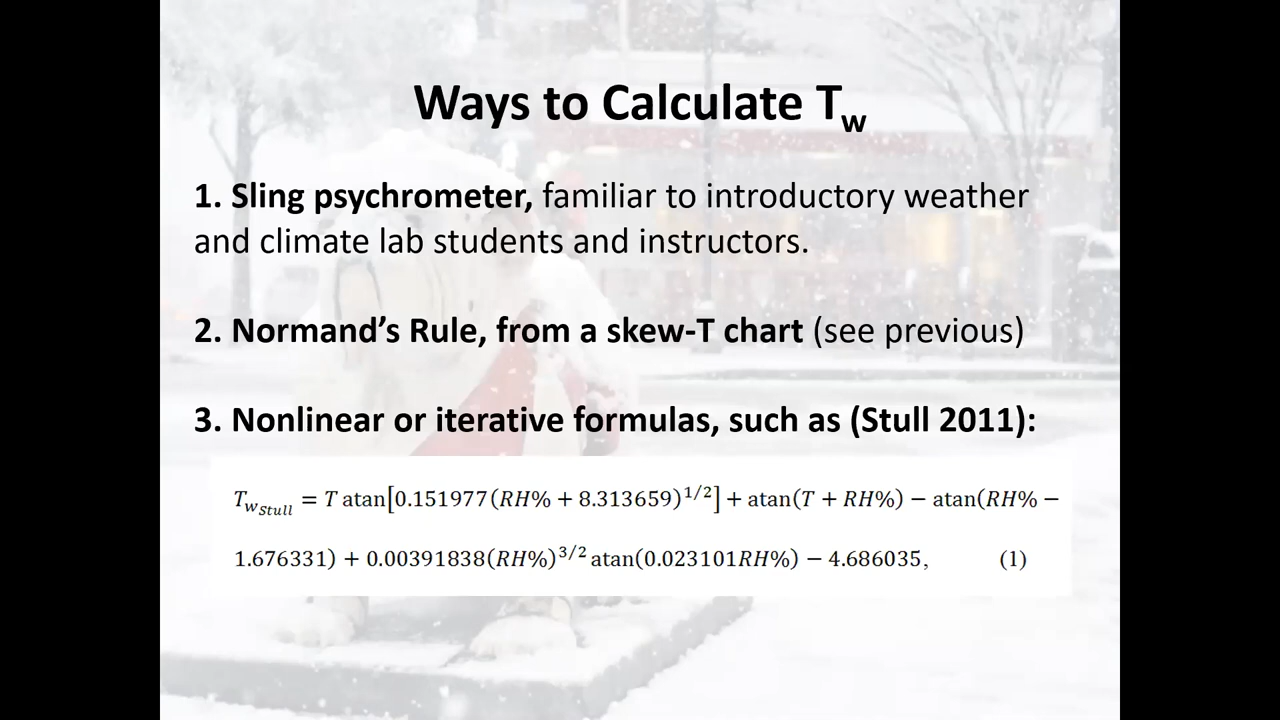 Ways to Calculate Tw
1. Sling psychrometer, familiar to introductory weather
and climate lab students and instructors.
2. Normand’s Rule, from a skew-T chart (see previous)
3. Nonlinear or iterative formulas, such as (Stull 2011):
T_{w_{Stull}} = T atan[0.151977(RH% + 8.313659)^{1/2}] + atan(T + RH%) − atan(RH% −
1.676331) + 0.00391838(RH%)^{3/2} atan(0.023101RH%) − 4.686035, (1)